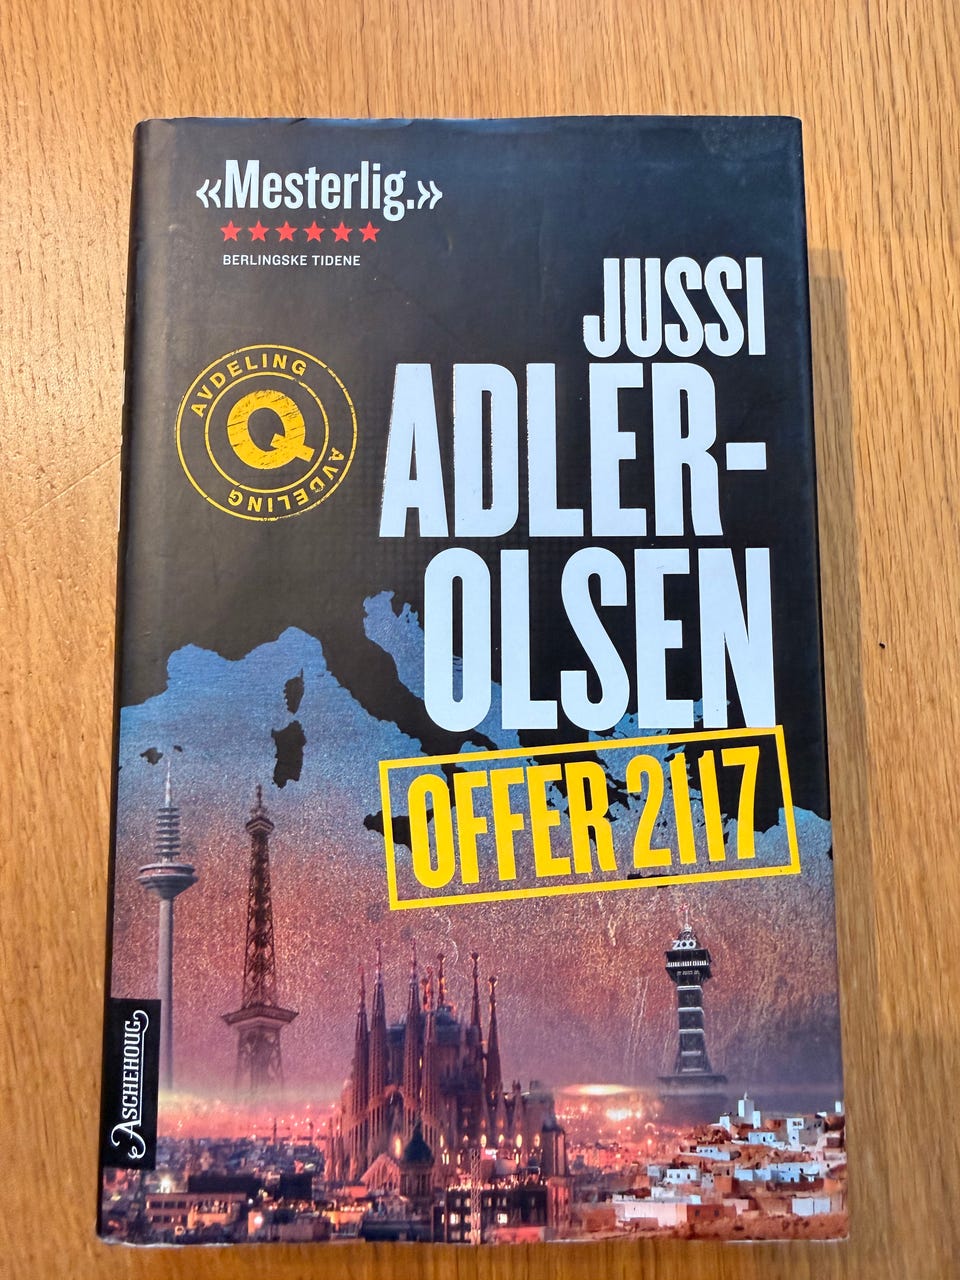 «Mesterlig.»
BERLINGSKE TIDENE
JUSSI
ADLER-
OLSEN
AVDELING
Q
AVDELING
OFFER 2117
ZOO
ASCHEHOUG